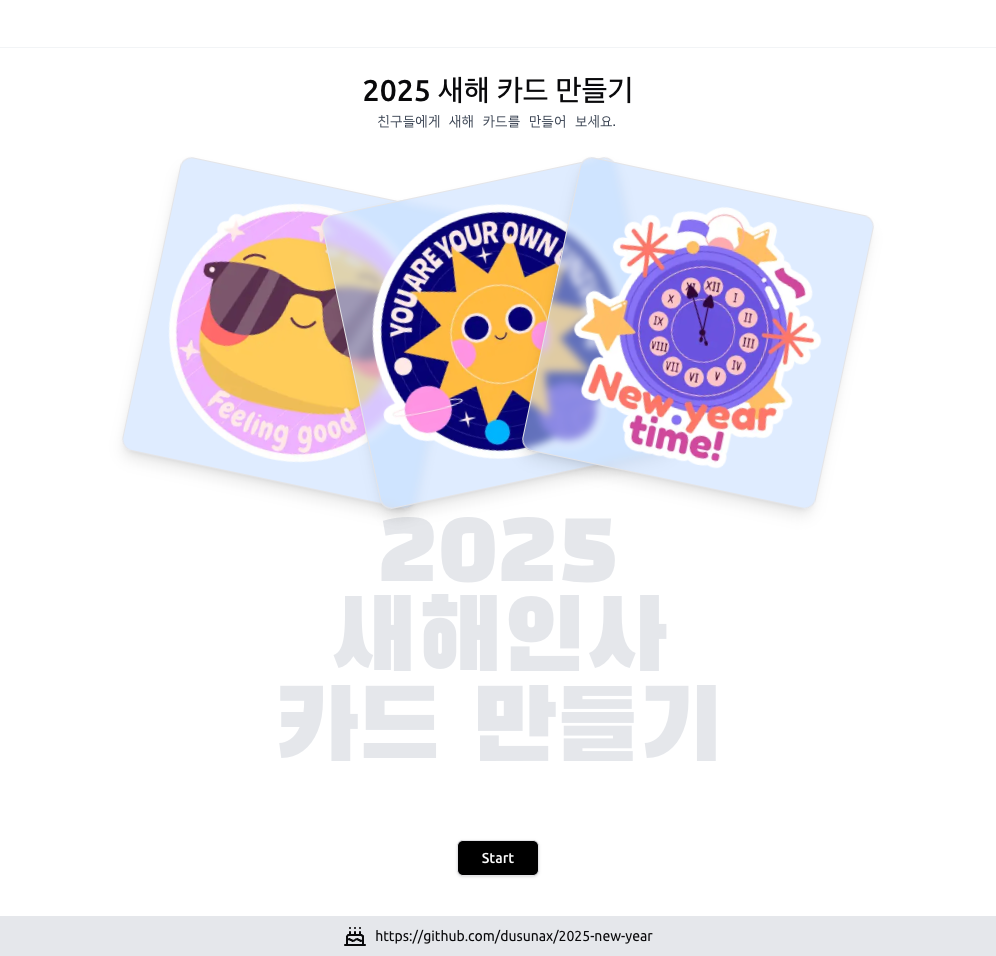 2025 새해 카드 만들기
친구들에게 새해 카드를 만들어 보세요.
Feeling good
YOU ARE YOUR OWN
XII
I
II
III
IV
V
VI
VII
VIII
IX
X
XI
New year
time!
2025
새해인사
카드 만들기
Start
https://github.com/dusunax/2025-new-year